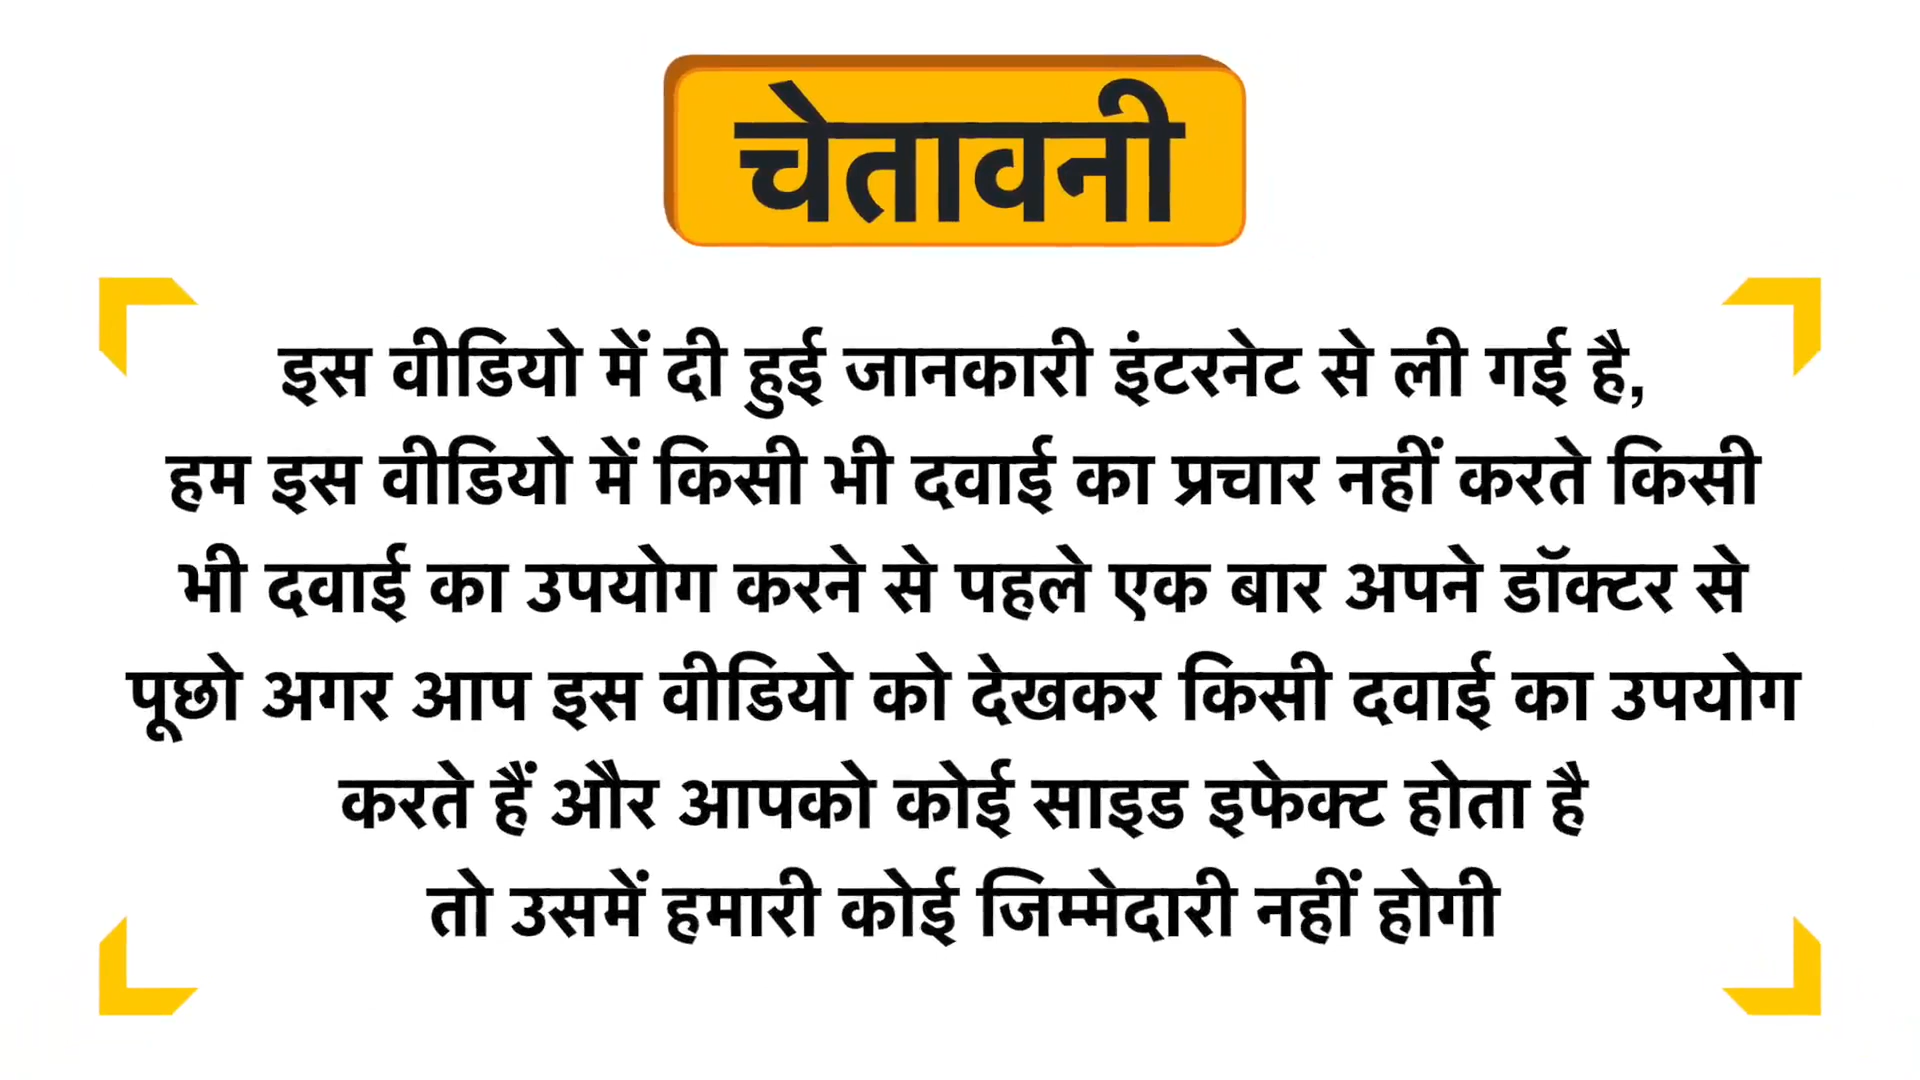 चेतावनी
इस वीडियो में दी हुई जानकारी इंटरनेट से ली गई है,
हम इस वीडियो में किसी भी दवाई का प्रचार नहीं करते किसी
भी दवाई का उपयोग करने से पहले एक बार अपने डॉक्टर से
पूछो अगर आप इस वीडियो को देखकर किसी दवाई का उपयोग
करते हैं और आपको कोई साइड इफेक्ट होता है
तो उसमें हमारी कोई जिम्मेदारी नहीं होगी